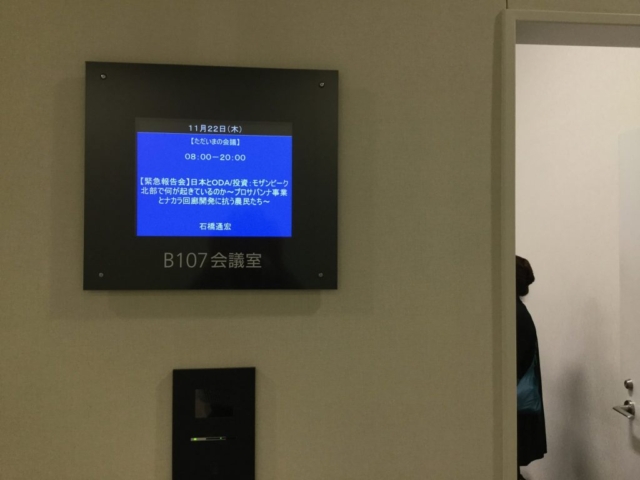 11月22日(木)
【ただいまの会議】
08:00－20:00
【緊急報告会】日本とODA/投資:モザンビーク
北部で何が起きているのか～プロサバンナ事業
とナカラ回廊開発に抗う農民たち～
石橋通宏
B107会議室